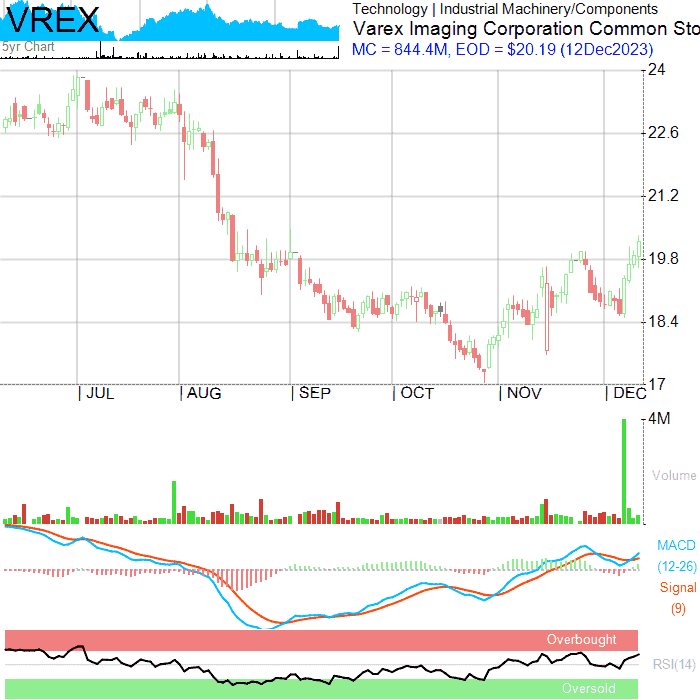 VREX
5yr Chart
Technology | Industrial Machinery/Components
Varex Imaging Corporation Common Sto
MC = 844.4M, EOD = $20.19 (12Dec2023)
24
22.6
21.2
19.8
18.4
17
| JUL | AUG | SEP | OCT | NOV | DEC
4M
Volume
MACD
(12-26)
Signal
(9)
Overbought
RSI(14)
Oversold